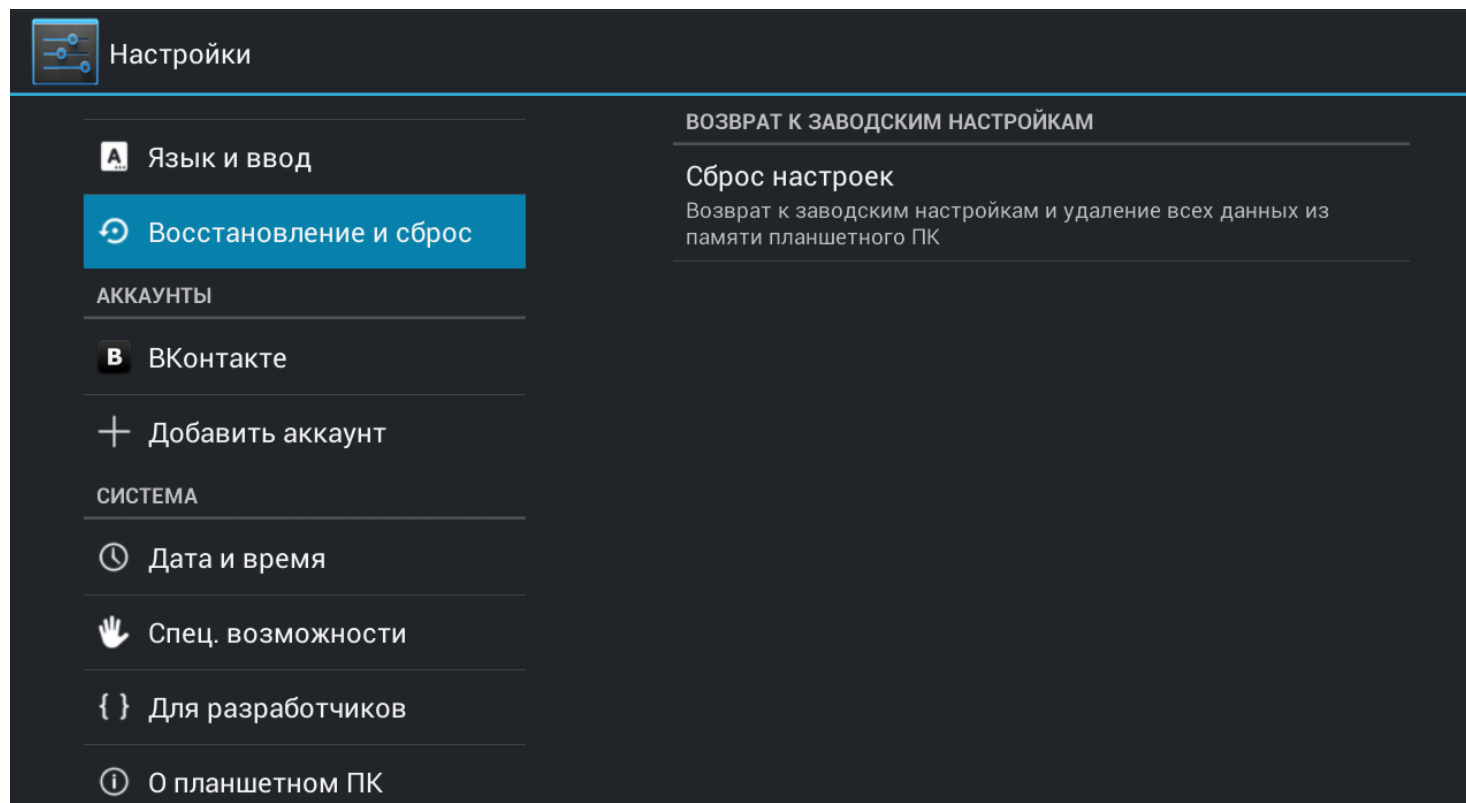 Настройки
Язык и ввод
Восстановление и сброс
АККАУНТЫ
ВКонтакте
Добавить аккаунт
СИСТЕМА
Дата и время
Спец. возможности
Для разработчиков
О планшетном ПК
ВОЗВРАТ К ЗАВОДСКИМ НАСТРОЙКАМ
Сброс настроек
Возврат к заводским настройкам и удаление всех данных из
памяти планшетного ПК